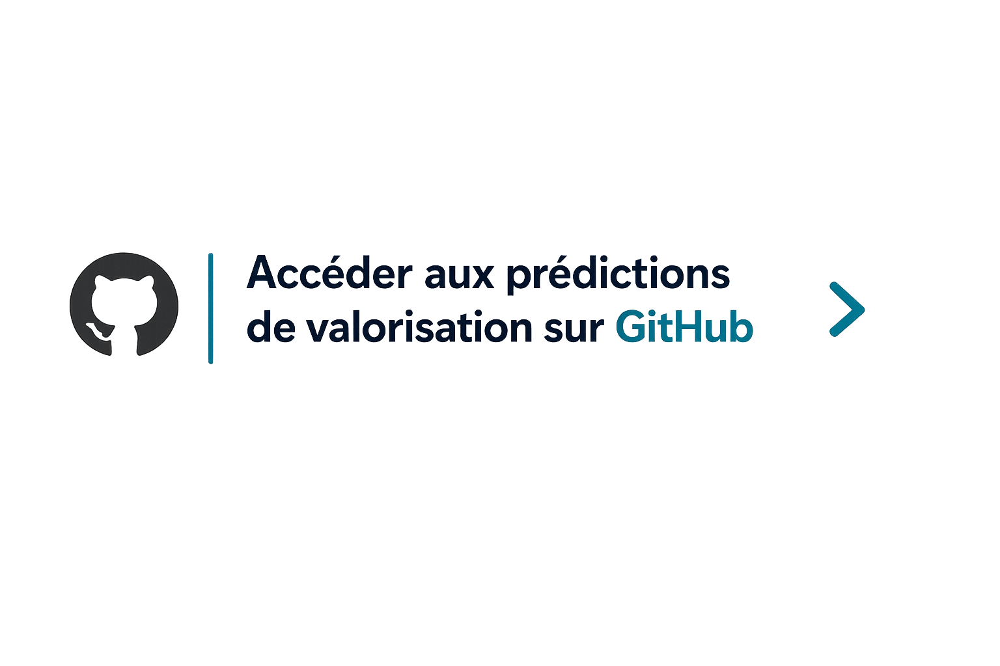 Accéder aux prédictions
de valorisation sur GitHub